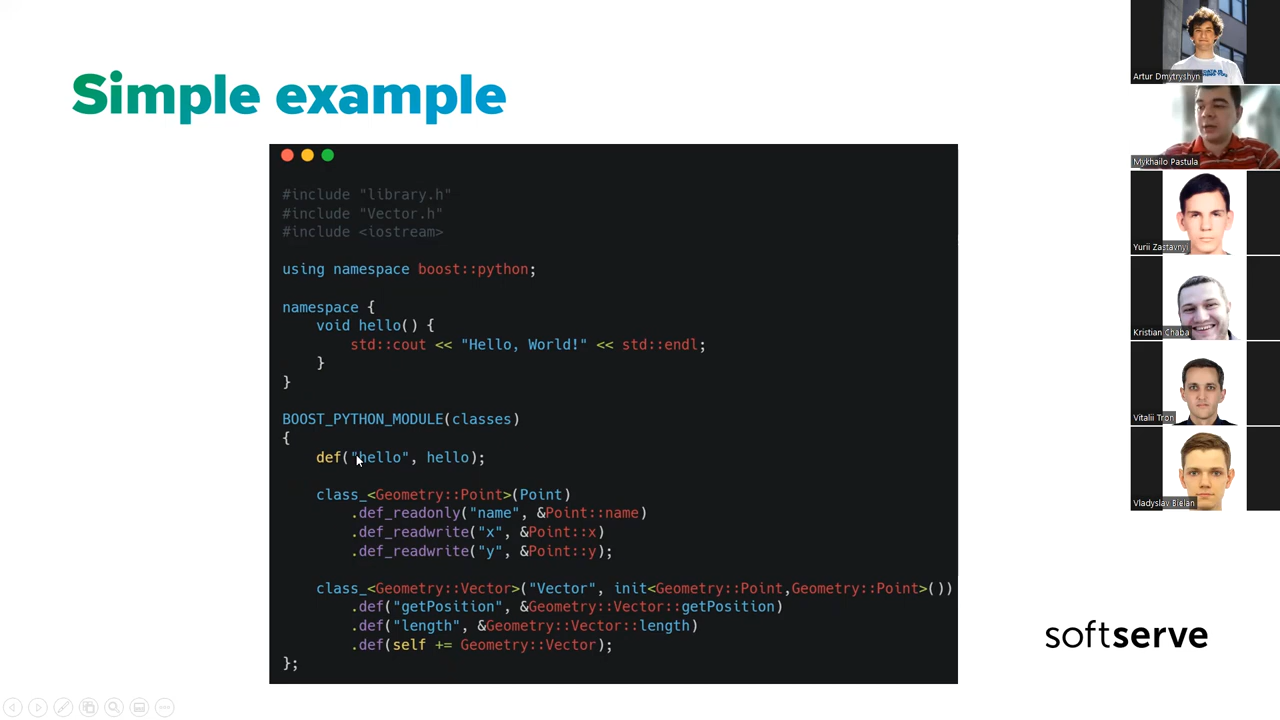 Simple example
#include "library.h"
#include "Vector.h"
#include <iostream>
using namespace boost::python;
namespace {
void hello() {
std::cout << "Hello, World!" << std::endl;
}
}
BOOST_PYTHON_MODULE(classes)
{
def("hello", hello);
class_<Geometry::Point>(Point)
.def_readonly("name", &Point::name)
.def_readwrite("x", &Point::x)
.def_readwrite("y", &Point::y);
class_<Geometry::Vector>("Vector", init<Geometry::Point,Geometry::Point>())
.def("getPosition", &Geometry::Vector::getPosition)
.def("length", &Geometry::Vector::length)
.def(self += Geometry::Vector);
};
softserve
Artur Dmytryshyn
Mykhailo Pastula
Yurii Zastavnyi
Kristian Chaba
Vitalii Tron
Vladyslav Bielan